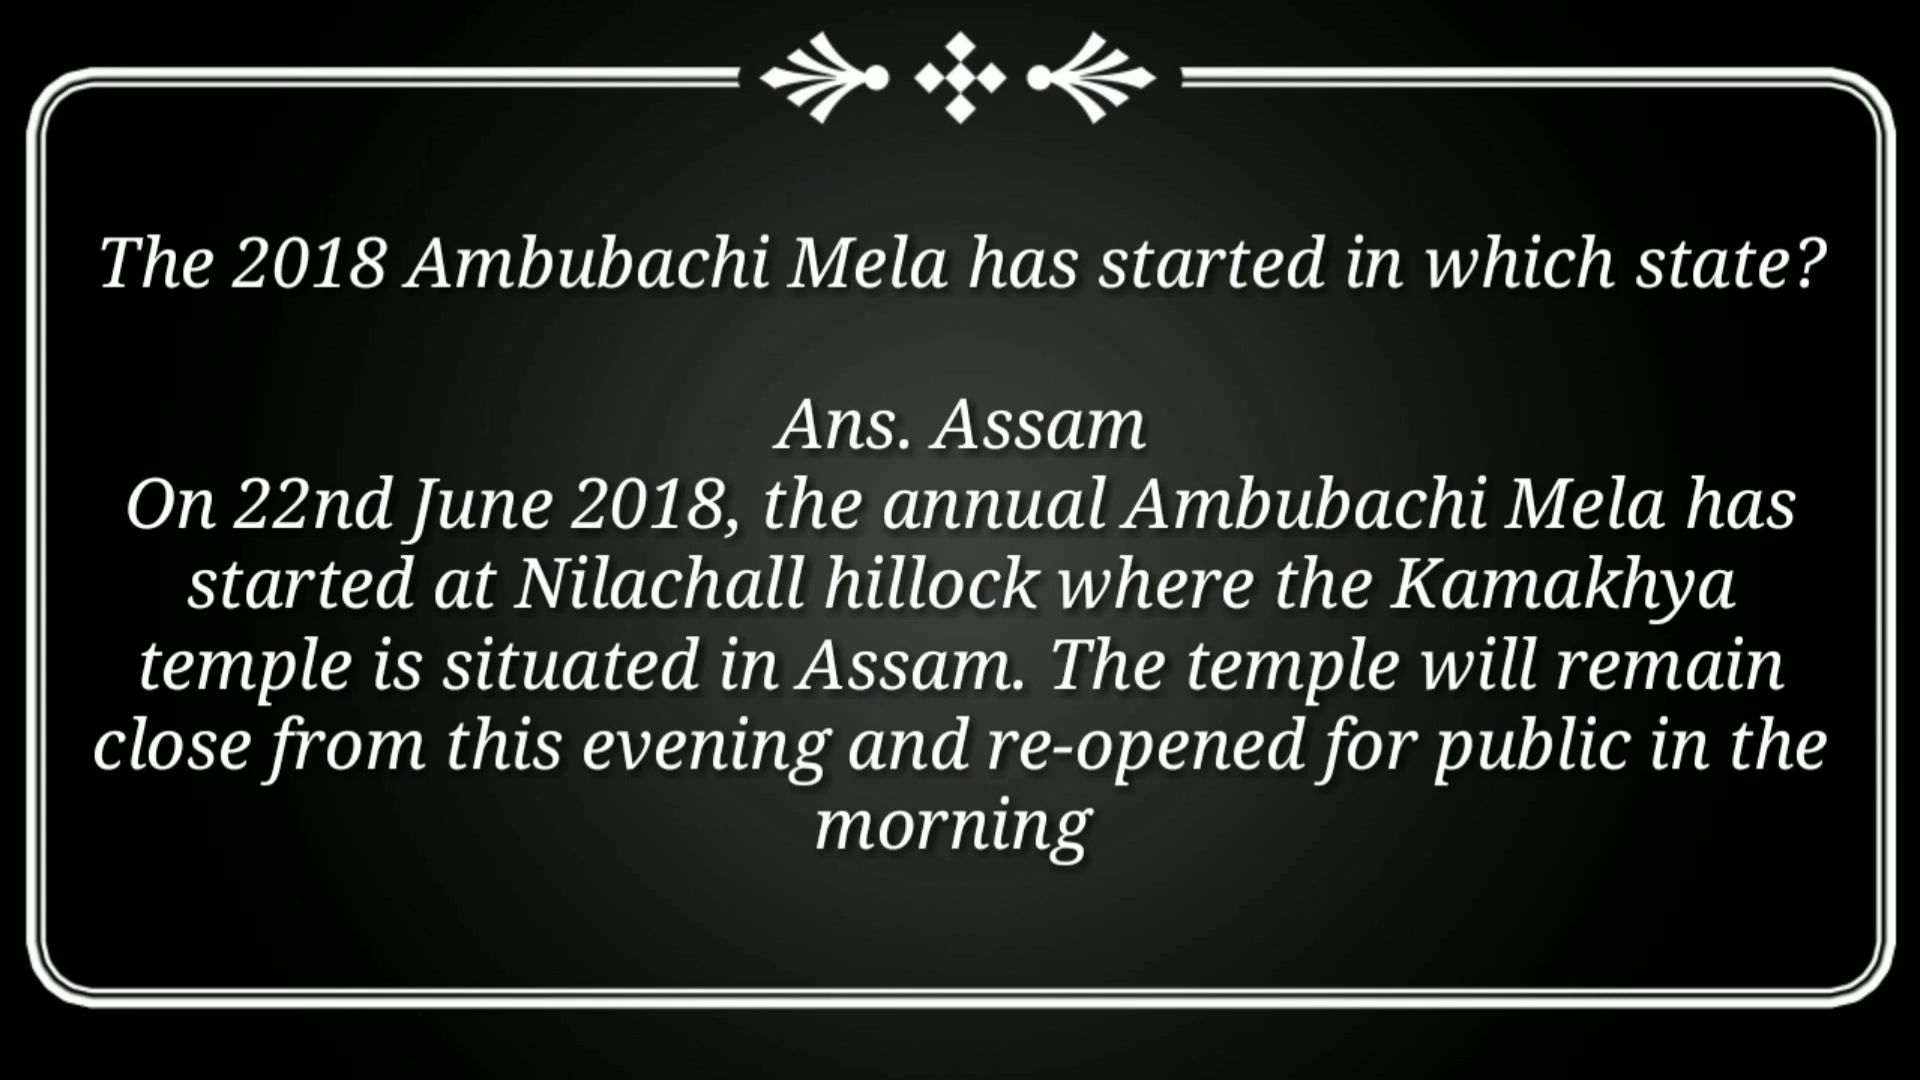 The 2018 Ambubachi Mela has started in which state?
Ans. Assam
On 22nd June 2018, the annual Ambubachi Mela has
started at Nilachall hillock where the Kamakhya
temple is situated in Assam. The temple will remain
close from this evening and re-opened for public in the
morning